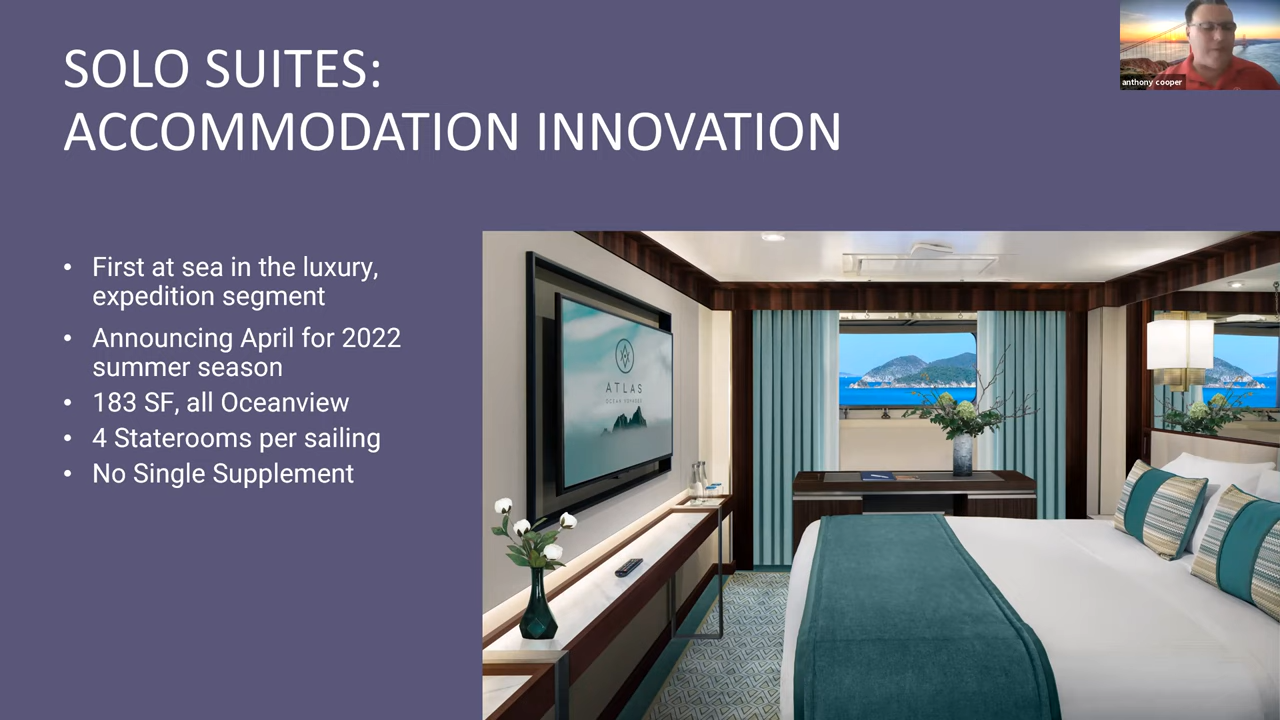 SOLO SUITES:
ACCOMMODATION INNOVATION
anthony cooper
• First at sea in the luxury,
expedition segment
• Announcing April for 2022
summer season
• 183 SF, all Oceanview
• 4 Staterooms per sailing
• No Single Supplement
ATLAS
OCEAN VOYAGES